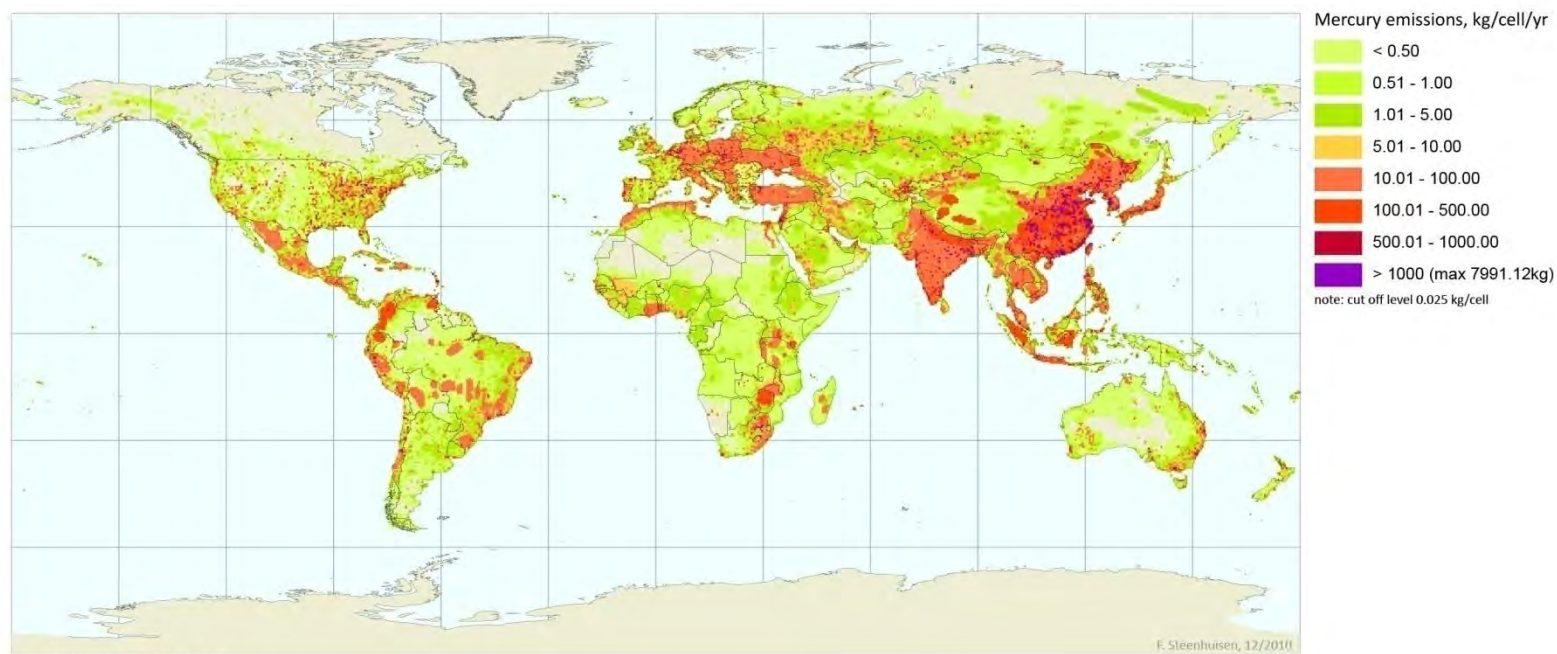 Mercury emissions, kg/cell/yr
< 0.50
0.51 - 1.00
1.01 - 5.00
5.01 - 10.00
10.01 - 100.00
100.01 - 500.00
500.01 - 1000.00
> 1000 (max 7991.12kg)
note: cut off level 0.025 kg/cell
F. Steenhuisen, 12/2010